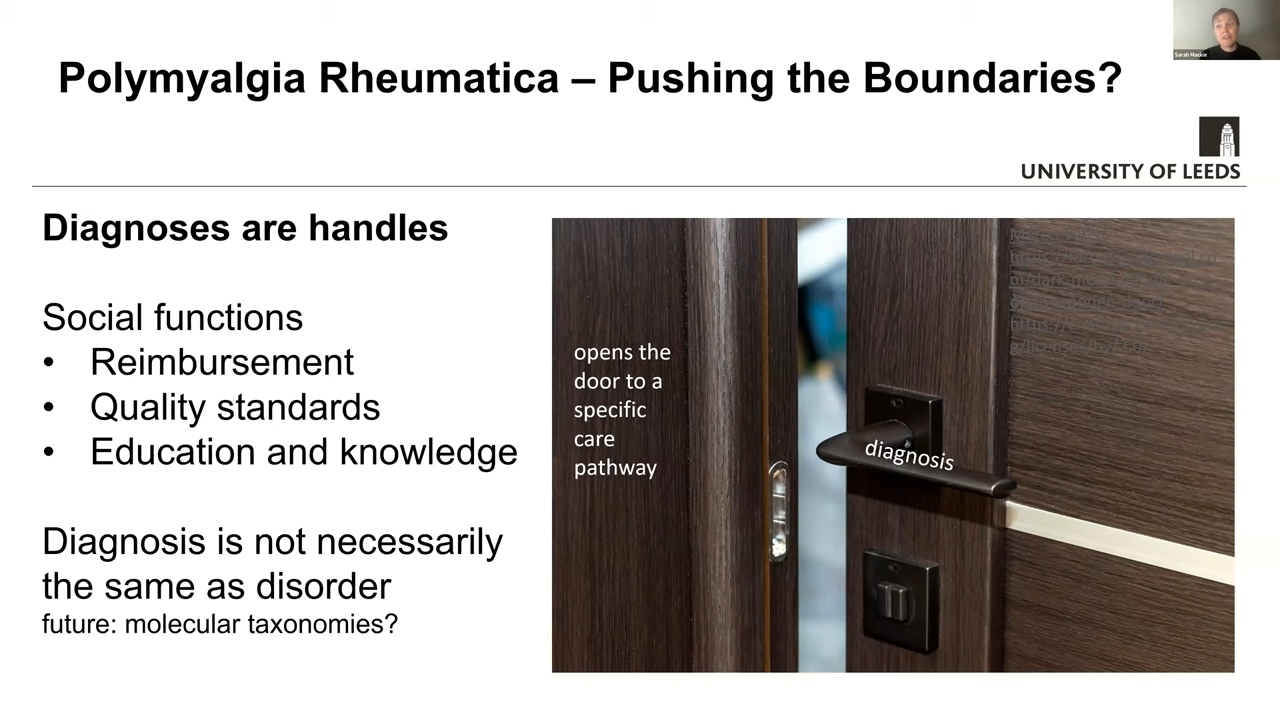 Sarah Mackie
Polymyalgia Rheumatica – Pushing the Boundaries?
UNIVERSITY OF LEEDS
Diagnoses are handles
Social functions
• Reimbursement
• Quality standards
• Education and knowledge
Diagnosis is not necessarily
the same as disorder
future: molecular taxonomies?
opens the
door to a
specific
care
pathway
diagnosis